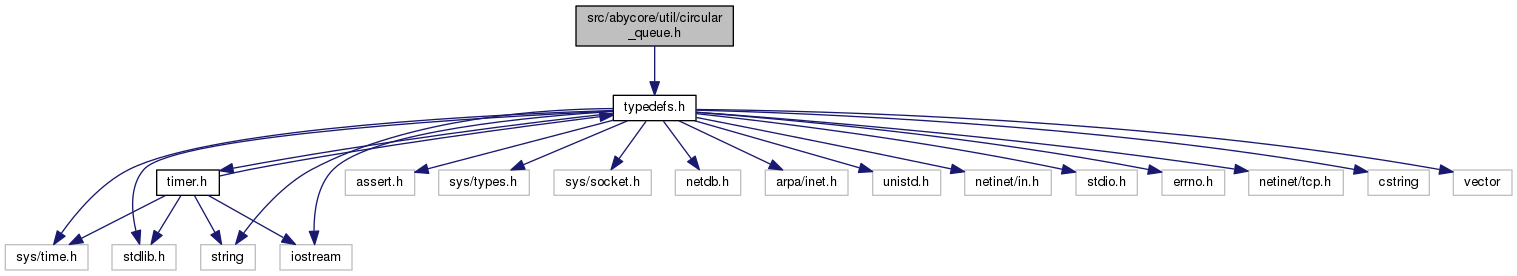 src/abycore/util/circular
_queue.h
typedefs.h
timer.h
assert.h
sys/types.h
sys/socket.h
netdb.h
arpa/inet.h
unistd.h
netinet/in.h
stdio.h
errno.h
netinet/tcp.h
cstring
vector
sys/time.h
stdlib.h
string
iostream